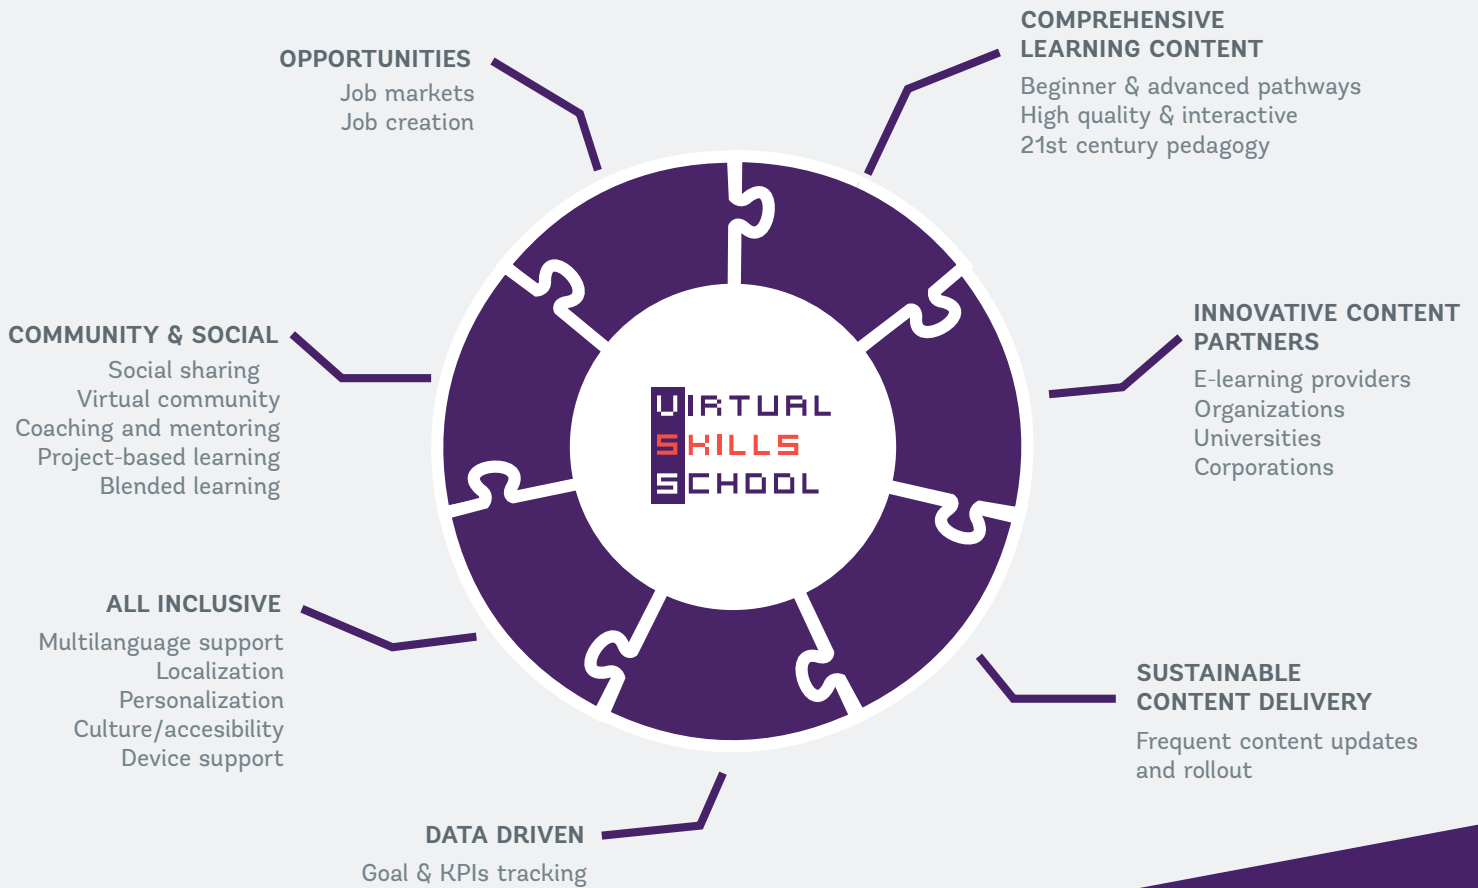 OPPORTUNITIES
Job markets
Job creation
COMPREHENSIVE
LEARNING CONTENT
Beginner & advanced pathways
High quality & interactive
21st century pedagogy
COMMUNITY & SOCIAL
Social sharing
Virtual community
Coaching and mentoring
Project-based learning
Blended learning
VIRTUAL
SKILLS
SCHOOL
INNOVATIVE CONTENT
PARTNERS
E-learning providers
Organizations
Universities
Corporations
ALL INCLUSIVE
Multilanguage support
Localization
Personalization
Culture/accesibility
Device support
SUSTAINABLE
CONTENT DELIVERY
Frequent content updates
and rollout
DATA DRIVEN
Goal & KPIs tracking